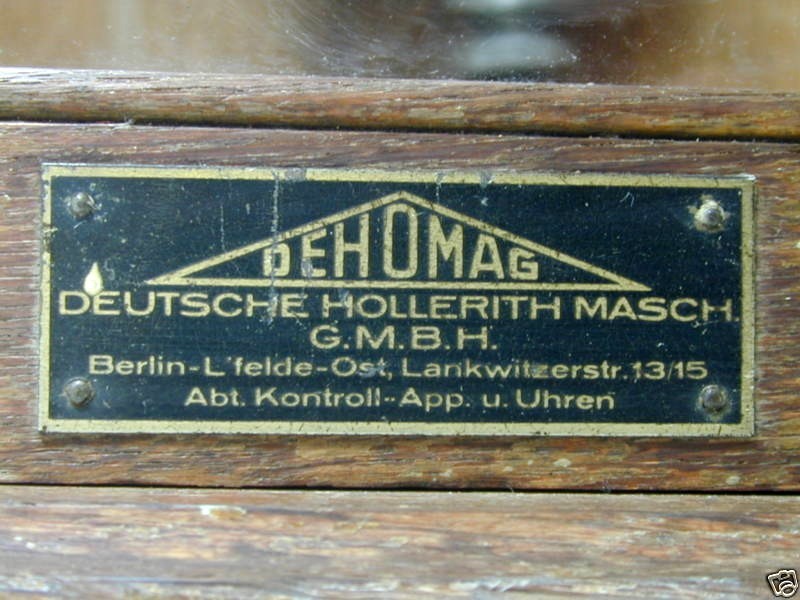 DEHOMAG
DEUTSCHE HOLLERITH MASCH.
G.M.B.H.
Berlin-L'felde-Ost, Lankwitzerstr. 13/15
Abt. Kontroll-App. u. Uhren